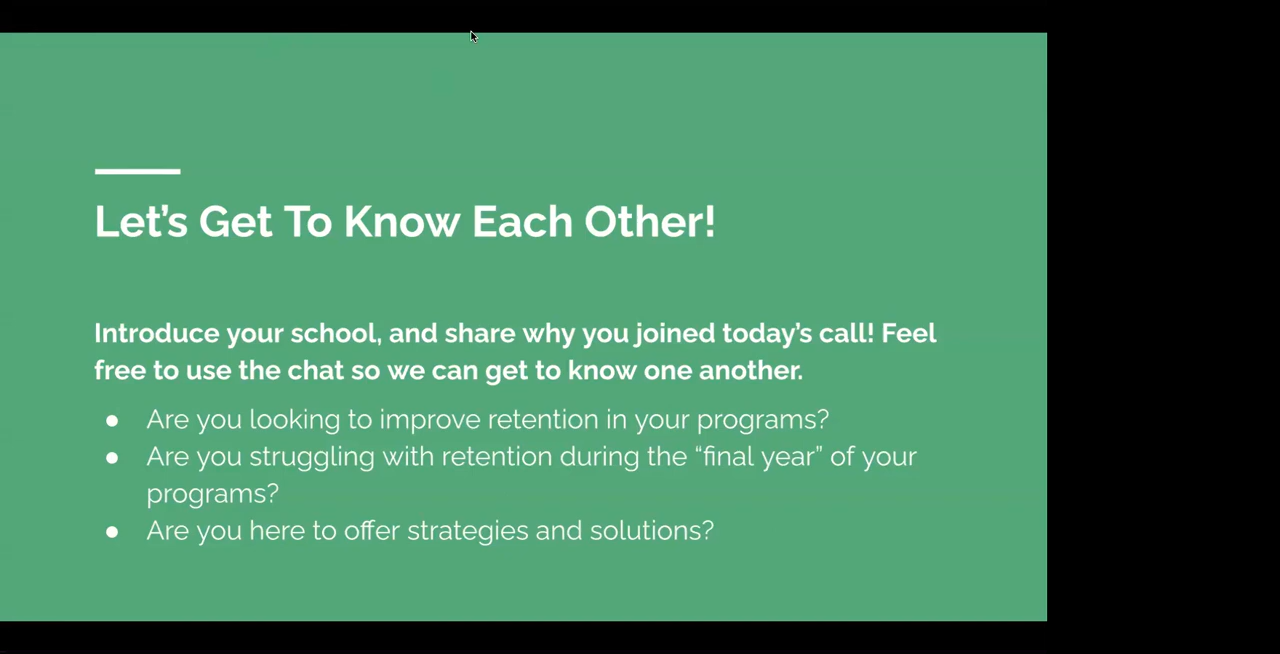 Let’s Get To Know Each Other!
Introduce your school, and share why you joined today’s call! Feel
free to use the chat so we can get to know one another.
● Are you looking to improve retention in your programs?
● Are you struggling with retention during the “final year” of your
programs?
● Are you here to offer strategies and solutions?